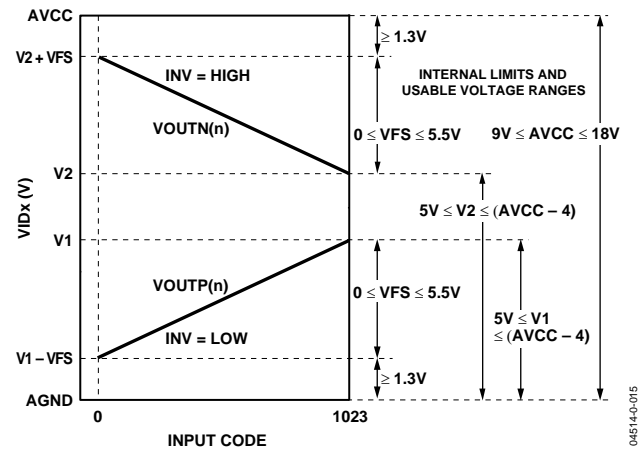 AVCC
≥ 1.3V
V2 + VFS
INV = HIGH
INTERNAL LIMITS AND
USABLE VOLTAGE RANGES
VOUTN(n)
0 ≤ VFS ≤ 5.5V
9V ≤ AVCC ≤ 18V
V2
VIDx (V)
5V ≤ V2 ≤ (AVCC – 4)
V1
VOUTP(n)
0 ≤ VFS ≤ 5.5V
5V ≤ V1
≤ (AVCC – 4)
INV = LOW
V1 – VFS
≥ 1.3V
AGND
0
1023
INPUT CODE
04514-0-015